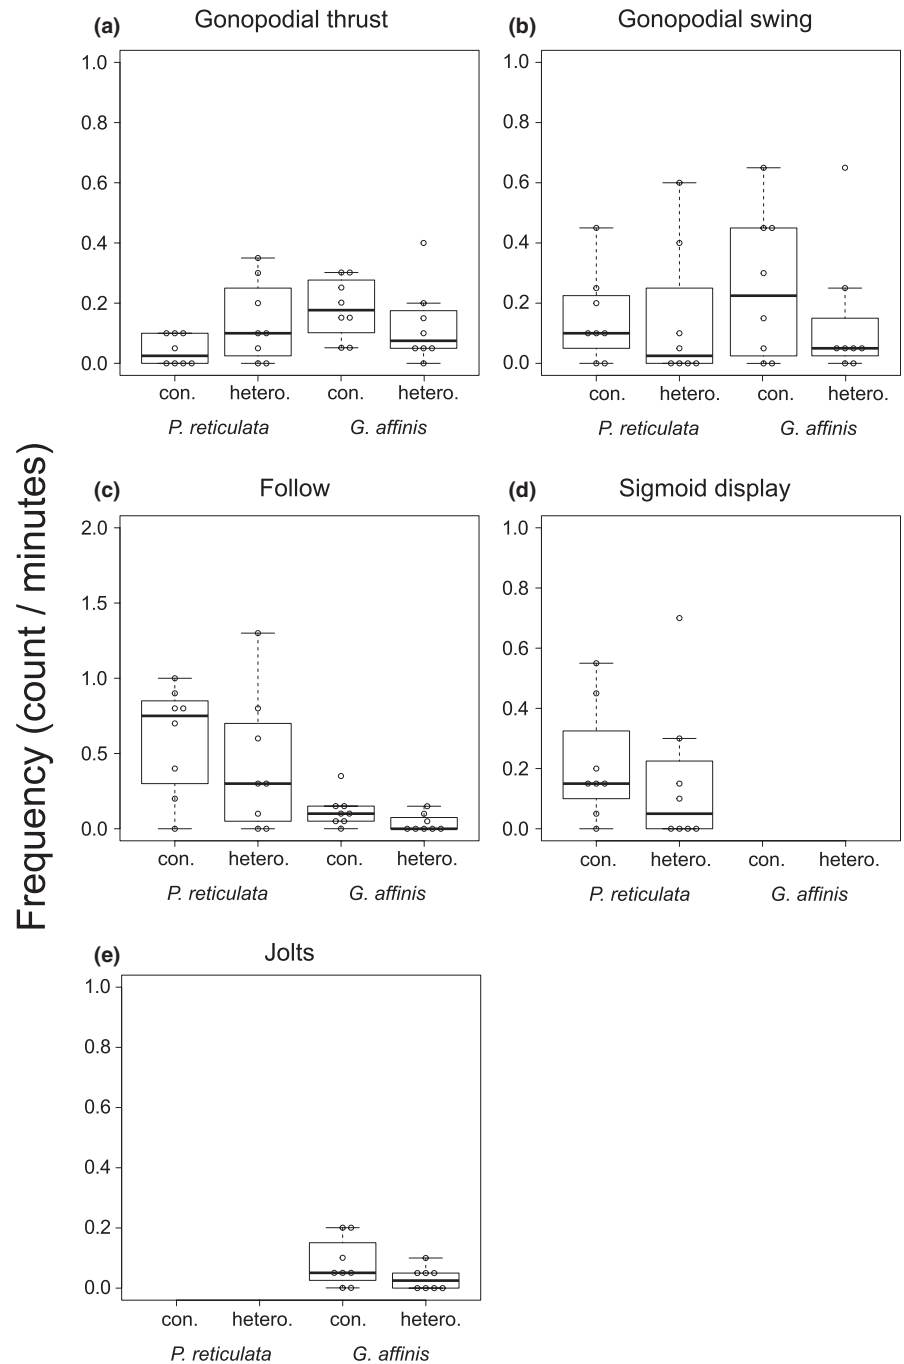 (a) Gonopodial thrust
1.0
0.8
0.6
0.4
0.2
0.0
con. hetero. con. hetero.
P. reticulata G. affinis
(b) Gonopodial swing
1.0
0.8
0.6
0.4
0.2
0.0
con. hetero. con. hetero.
P. reticulata G. affinis
Frequency (count / minutes)
(c) Follow
2.0
1.5
1.0
0.5
0.0
con. hetero. con. hetero.
P. reticulata G. affinis
(d) Sigmoid display
1.0
0.8
0.6
0.4
0.2
0.0
con. hetero. con. hetero.
P. reticulata G. affinis
(e) Jolts
1.0
0.8
0.6
0.4
0.2
0.0
con. hetero. con. hetero.
P. reticulata G. affinis